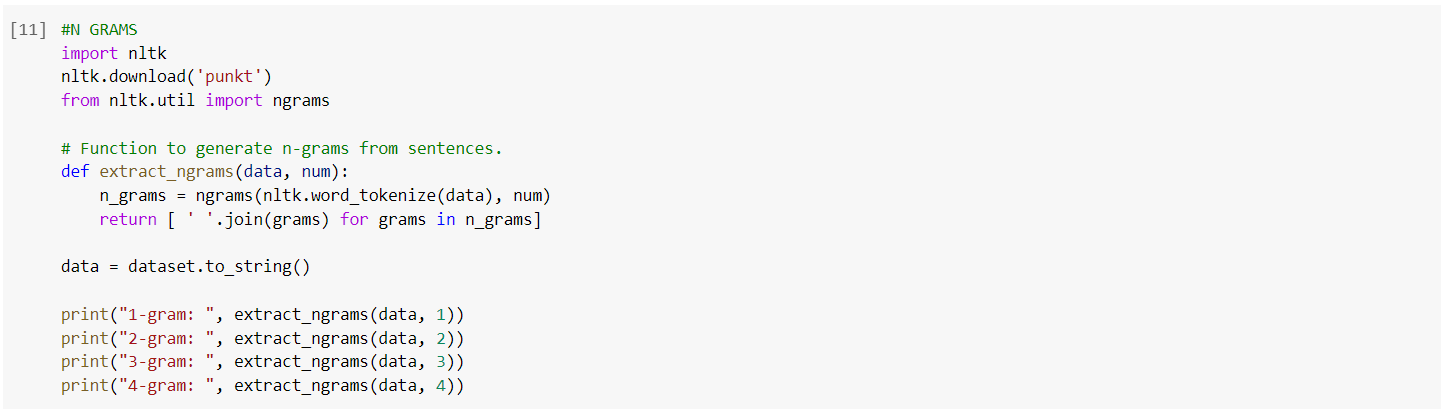 [11] #N GRAMS
import nltk
nltk.download('punkt')
from nltk.util import ngrams
# Function to generate n-grams from sentences.
def extract_ngrams(data, num):
    n_grams = ngrams(nltk.word_tokenize(data), num)
    return [ ' '.join(grams) for grams in n_grams]
data = dataset.to_string()
print("1-gram: ", extract_ngrams(data, 1))
print("2-gram: ", extract_ngrams(data, 2))
print("3-gram: ", extract_ngrams(data, 3))
print("4-gram: ", extract_ngrams(data, 4))